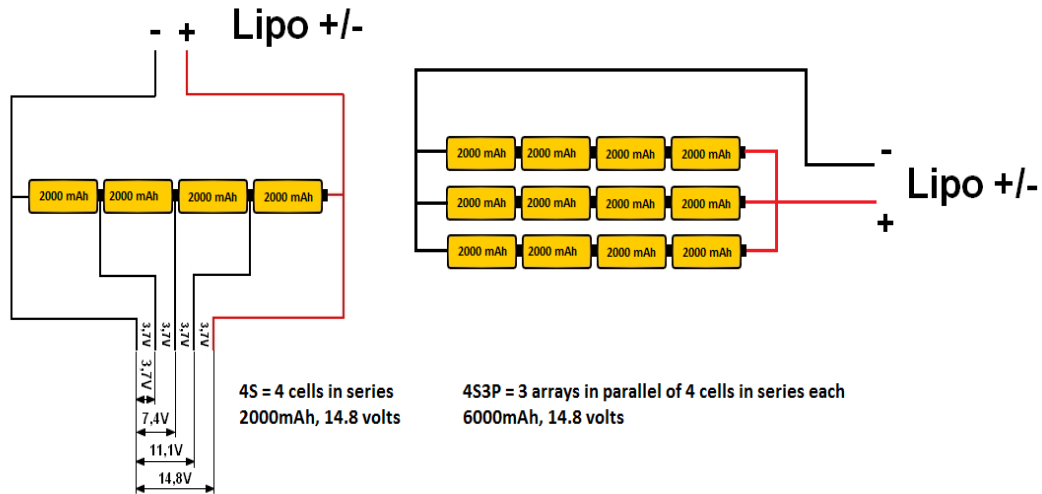 - + Lipo +/-
2000 mAh 2000 mAh 2000 mAh 2000 mAh
3,7V 3,7V 3,7V 3,7V
3,7V
7,4V
11,1V
14,8V
4S = 4 cells in series
2000mAh, 14.8 volts
2000 mAh 2000 mAh 2000 mAh 2000 mAh
2000 mAh 2000 mAh 2000 mAh 2000 mAh
2000 mAh 2000 mAh 2000 mAh 2000 mAh
-
Lipo +/-
+
4S3P = 3 arrays in parallel of 4 cells in series each
6000mAh, 14.8 volts